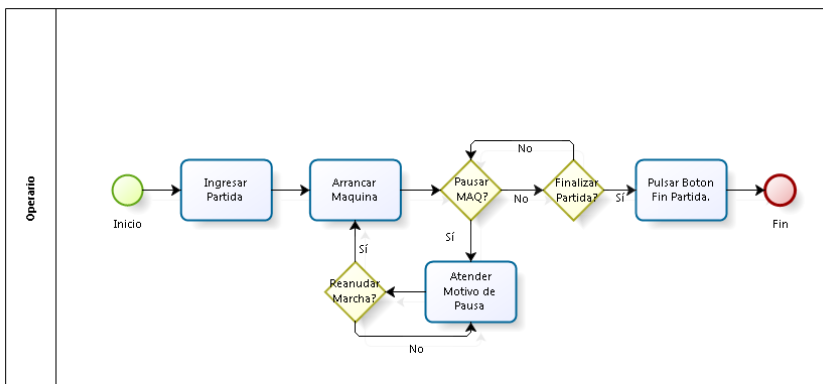 Operario
Inicio
Ingresar
Partida
Arrancar
Maquina
Pausar
MAQ?
No
No
Finalizar
Partida?
Sí
Pulsar Boton
Fin Partida.
Fin
Sí
Atender
Motivo de
Pausa
Reanudar
Marcha?
Sí
No